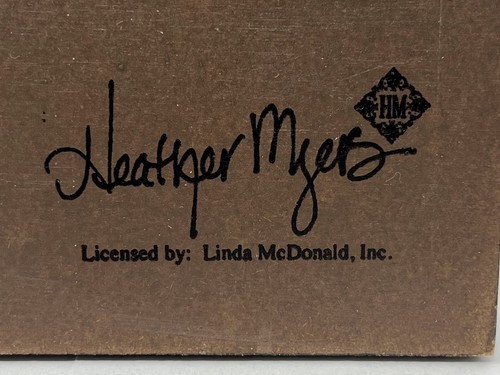 HM
Heather Myers
Licensed by: Linda McDonald, Inc.